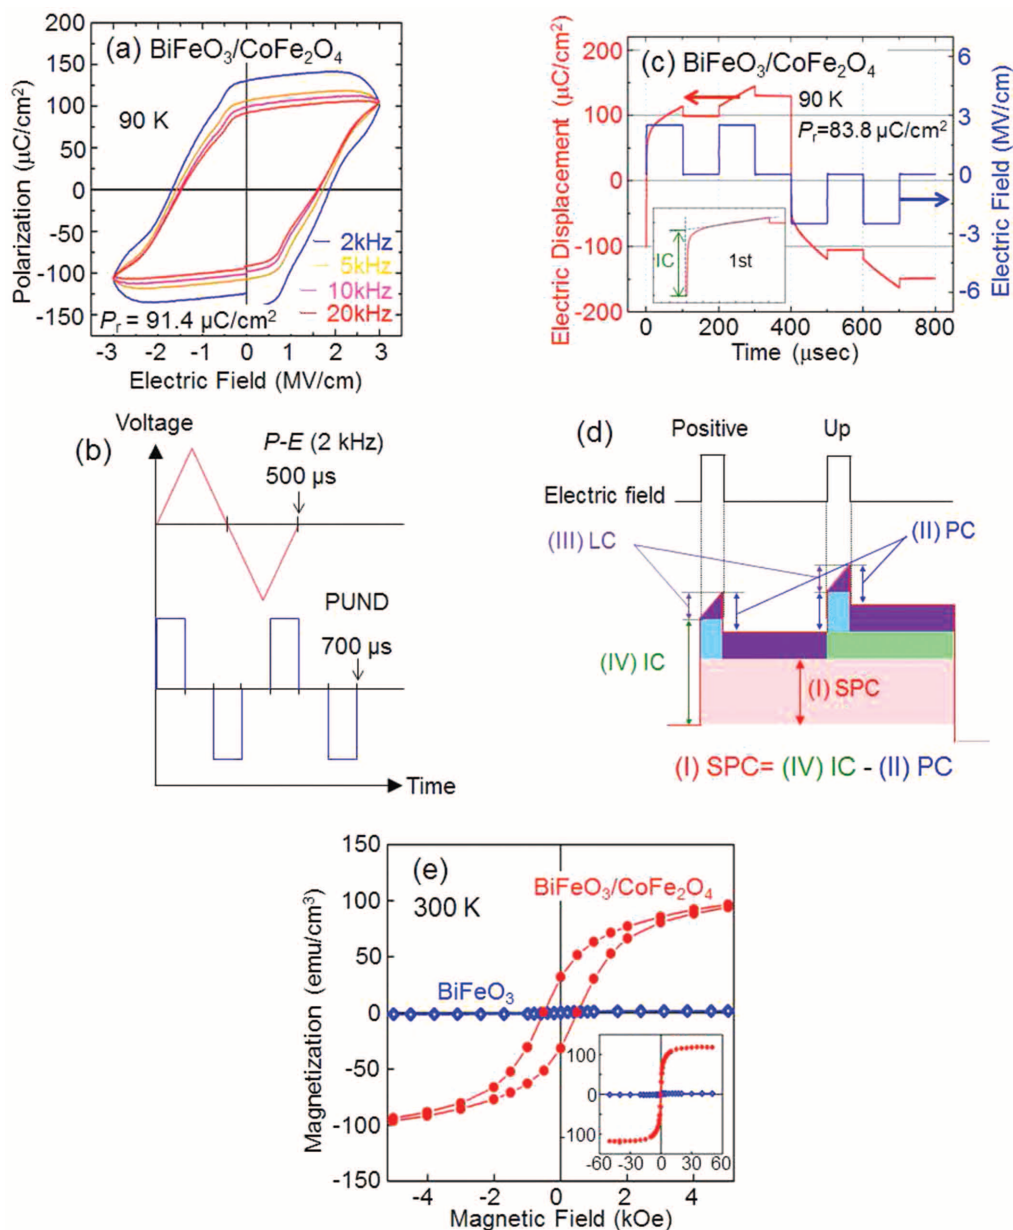 (a) BiFeO3/CoFe2O4
90 K
200
150
100
50
0
-50
-100
-150
Polarization (μC/cm²)
2kHz
5kHz
10kHz
20kHz
Pr = 91.4 μC/cm²
-3 -2 -1 0 1 2 3
Electric Field (MV/cm)
(c) BiFeO3/CoFe2O4
90 K
Pr=83.8 μC/cm²
200
100
0
-100
-200
Electric Displacement (μC/cm²)
6
3
0
-3
-6
Electric Field (MV/cm)
IC
1st
0 200 400 600 800
Time (μsec)
(b)
Voltage
P-E (2 kHz)
500 μs
PUND
700 μs
Time
(d)
Positive Up
Electric field
(III) LC
(II) PC
(IV) IC
(I) SPC
(I) SPC= (IV) IC - (II) PC
(e)
300 K
BiFeO3/CoFe2O4
BiFeO3
150
100
50
0
-50
-100
-150
Magnetization (emu/cm³)
100
0
100
-60 -30 0 30 60
-4 -2 0 2 4
Magnetic Field (kOe)